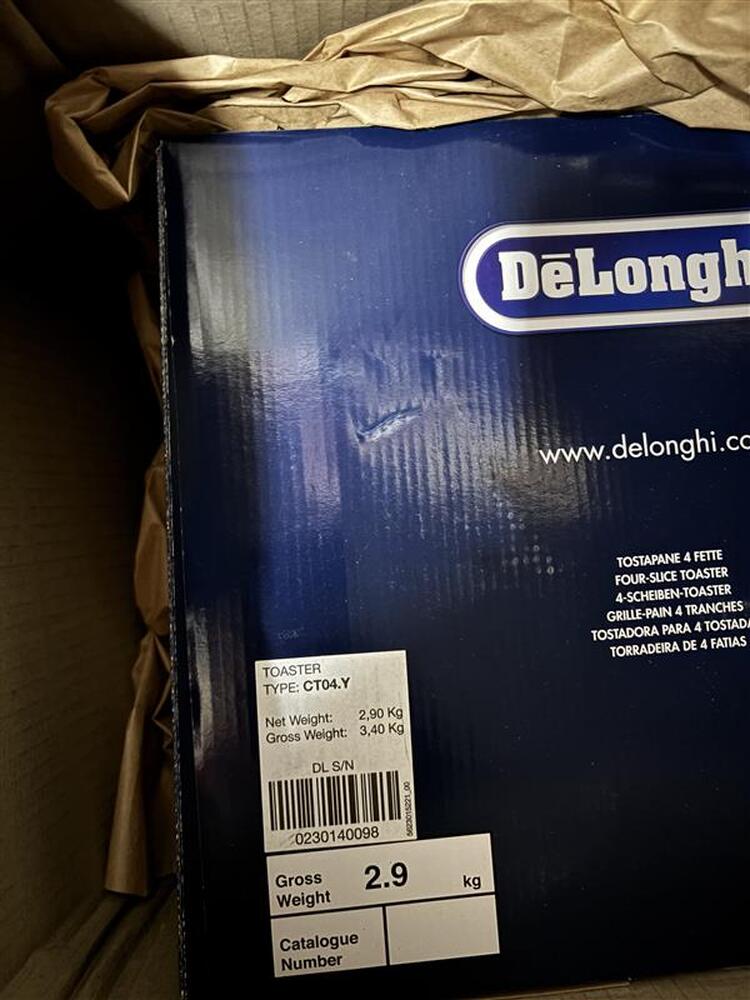 DēLongh
www.delonghi.co
TOSTAPANE 4 FETTE
FOUR-SLICE TOASTER
4-SCHEIBEN-TOASTER
GRILLE-PAIN 4 TRANCHES
TOSTADORA PARA 4 TOSTADA
TORRADEIRA DE 4 FATIAS
TOASTER
TYPE: CT04.Y
Net Weight: 2,90 Kg
Gross Weight: 3,40 Kg
DL S/N
0230140098
5623015221_00
Gross Weight 2.9 kg
Catalogue
Number